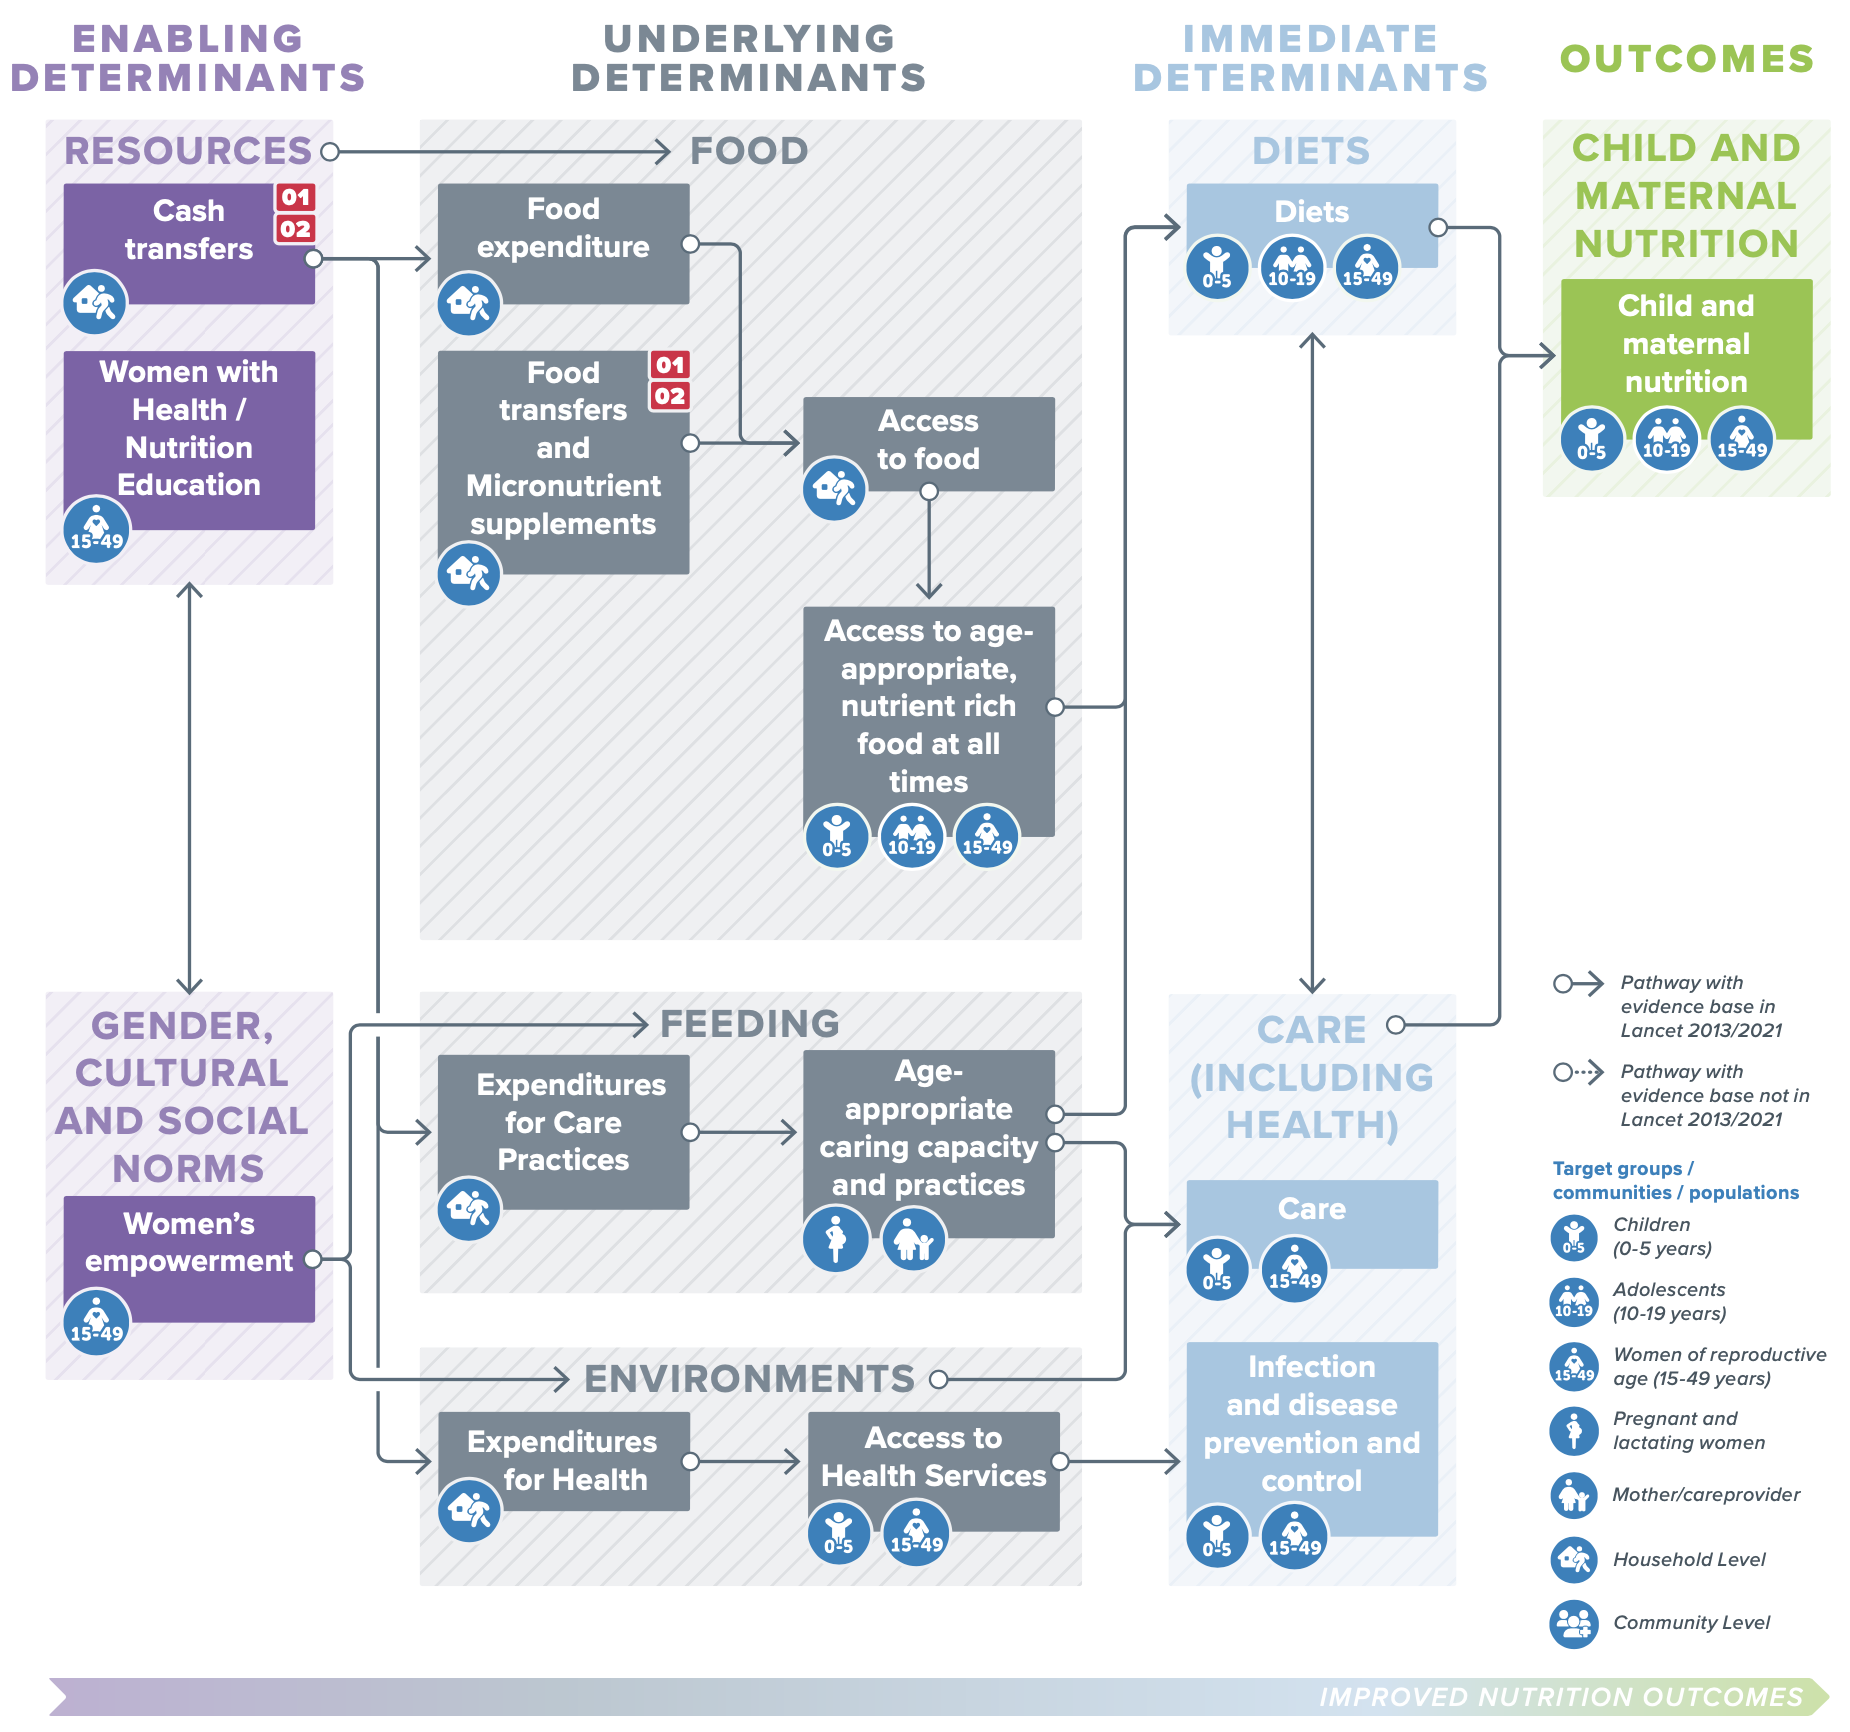 ENABLING
DETERMINANTS
UNDERLYING
DETERMINANTS
IMMEDIATE
DETERMINANTS
OUTCOMES
RESOURCES
Cash
transfers
01
02
Women with
Health /
Nutrition
Education
15-49
FOOD
Food
expenditure
Food
transfers
and
Micronutrient
supplements
01
02
Access
to food
Access to age-
appropriate,
nutrient rich
food at all
times
0-5
10-19
15-49
DIETS
Diets
0-5
10-19
15-49
CHILD AND
MATERNAL
NUTRITION
Child and
maternal
nutrition
0-5
10-19
15-49
GENDER,
CULTURAL
AND SOCIAL
NORMS
Women's
empowerment
15-49
FEEDING
Expenditures
for Care
Practices
Age-
appropriate
caring capacity
and practices
ENVIRONMENTS
Expenditures
for Health
Access to
Health Services
0-5
15-49
CARE
(INCLUDING
HEALTH)
Care
0-5
15-49
Infection
and disease
prevention and
control
0-5
15-49
Pathway with
evidence base in
Lancet 2013/2021
Pathway with
evidence base not in
Lancet 2013/2021
Target groups /
communities / populations
0-5
Children
(0-5 years)
10-19
Adolescents
(10-19 years)
15-49
Women of reproductive
age (15-49 years)
Pregnant and
lactating women
Mother/careprovider
Household Level
Community Level
IMPROVED NUTRITION OUTCOMES